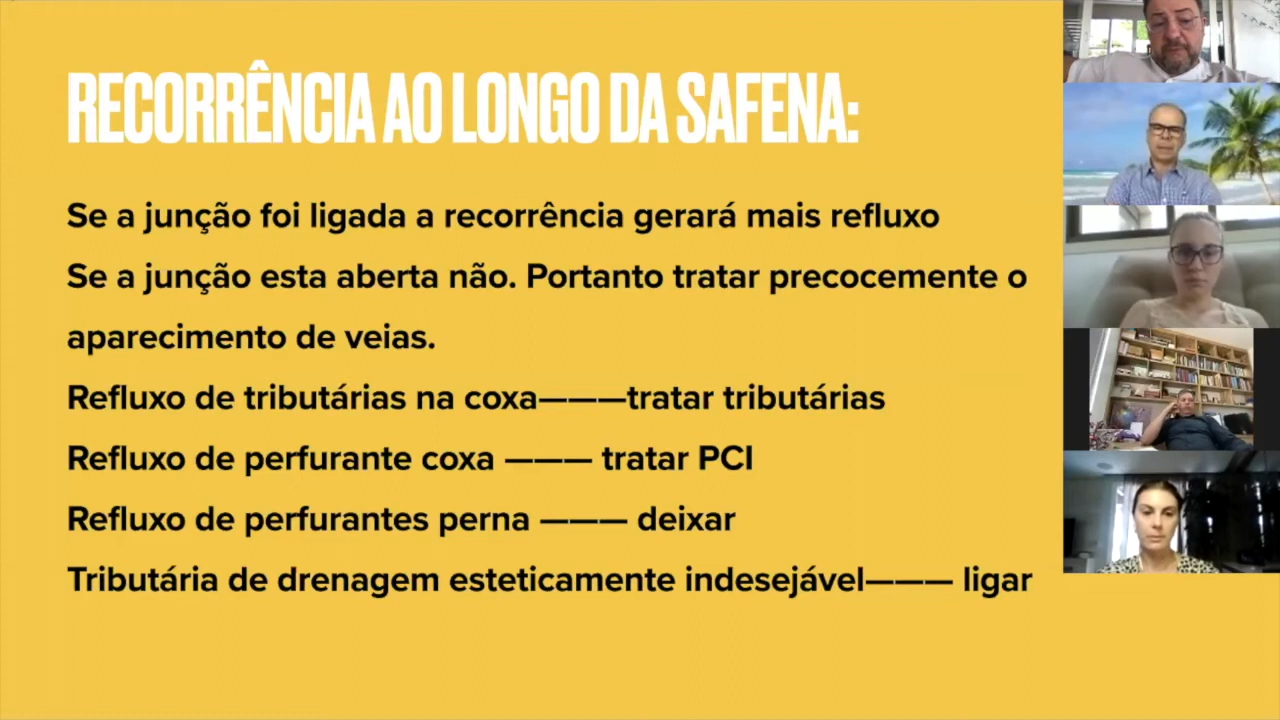 RECORRÊNCIA AO LONGO DA SAFENA:
Se a junção foi ligada a recorrência gerará mais refluxo
Se a junção esta aberta não. Portanto tratar precocemente o
aparecimento de veias.
Refluxo de tributárias na coxa———tratar tributárias
Refluxo de perfurante coxa ——— tratar PCI
Refluxo de perfurantes perna ——— deixar
Tributária de drenagem esteticamente indesejável——— ligar